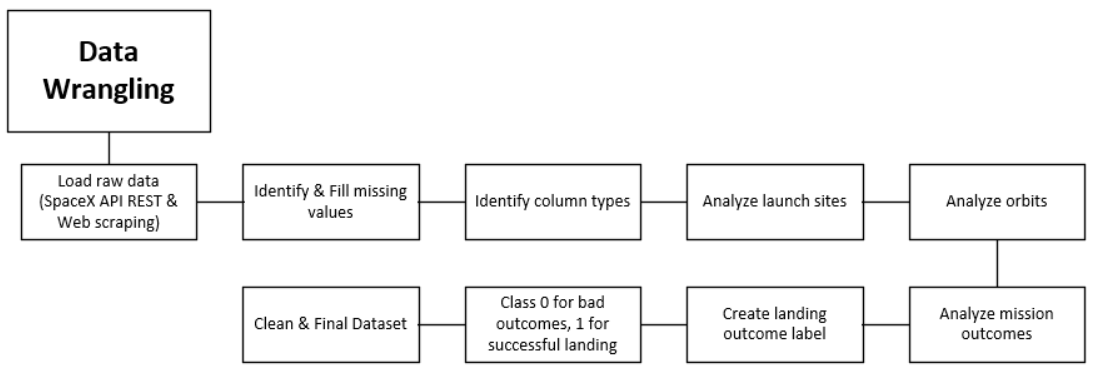 Data
Wrangling
Load raw data
(SpaceX API REST &
Web scraping)
Identify & Fill missing
values
Identify column types
Analyze launch sites
Analyze orbits
Analyze mission
outcomes
Create landing
outcome label
Class 0 for bad
outcomes, 1 for
successful landing
Clean & Final Dataset